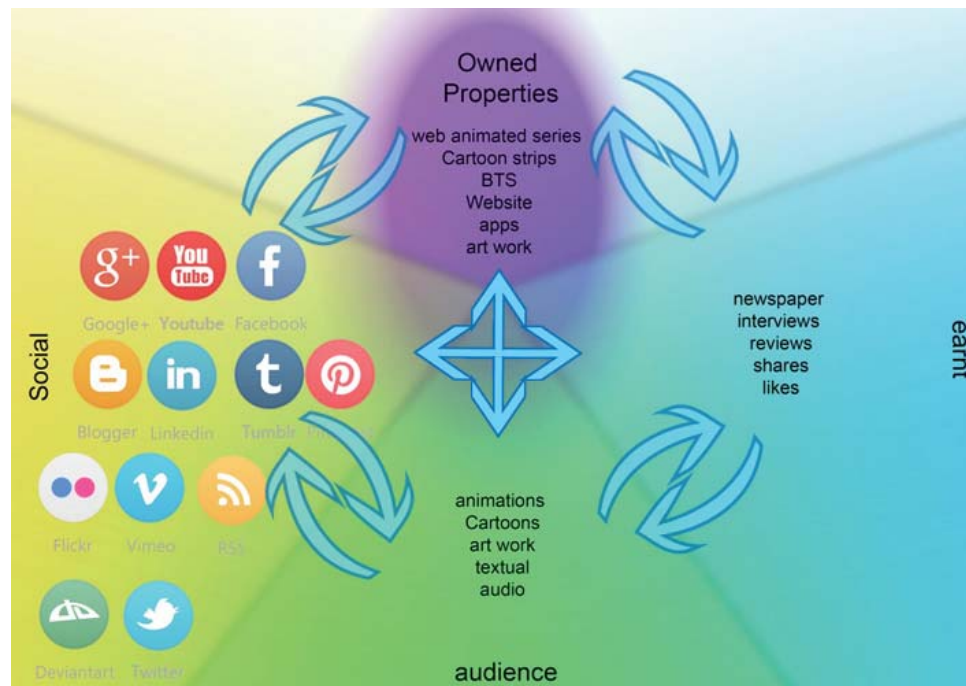 Owned
Properties
web animated series
Cartoon strips
BTS
Website
apps
art work
Social
g+
You
Tube
f
Google+ Youtube Facebook
B
in
t
Blogger Linkedin Tumblr
Flickr Vimeo RSS
Deviantart Twitter
newspaper
interviews
reviews
shares
likes
earnt
animations
Cartoons
art work
textual
audio
audience